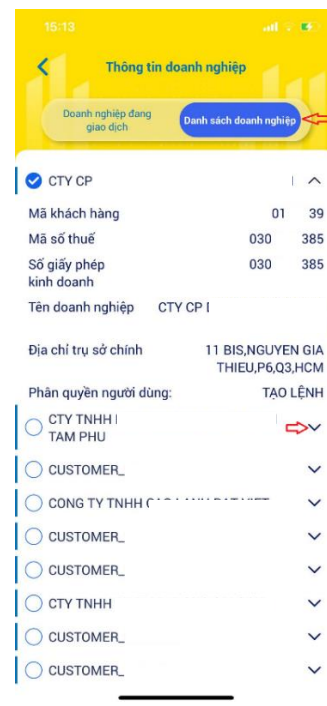 15:13
Thông tin doanh nghiệp
Doanh nghiệp đang
giao dịch
Danh sách doanh nghiệp
CTY CP
Mã khách hàng 01 39
Mã số thuế 030 385
Số giấy phép 030 385
kinh doanh
Tên doanh nghiệp CTY CP
Địa chỉ trụ sở chính 11 BIS,NGUYEN GIA
THIEU,P6,Q3,HCM
Phân quyền người dùng: TẠO LỆNH
CTY TNHH
TAM PHU
CUSTOMER_
CONG TY TNHH
CUSTOMER_
CUSTOMER_
CTY TNHH
CUSTOMER_
CUSTOMER_